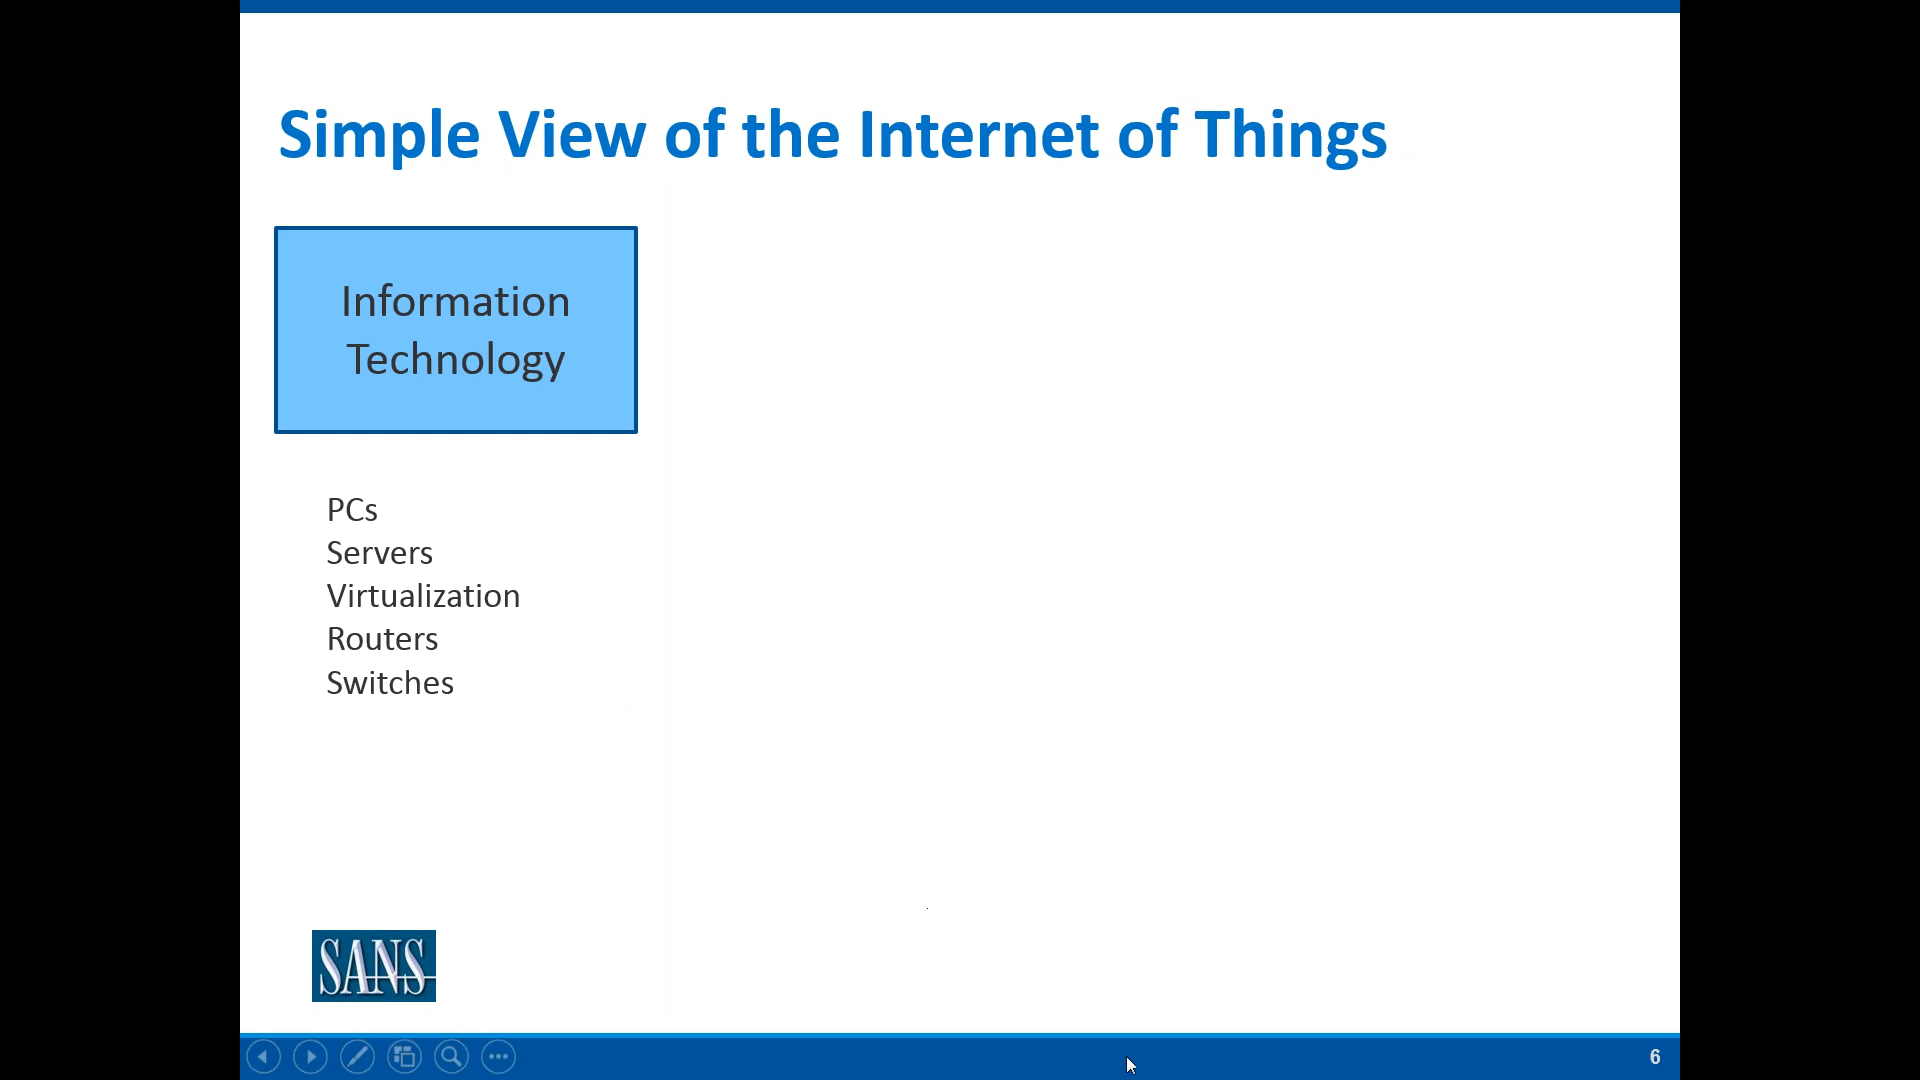 Simple View of the Internet of Things
Information
Technology
PCs
Servers
Virtualization
Routers
Switches
SANS
6